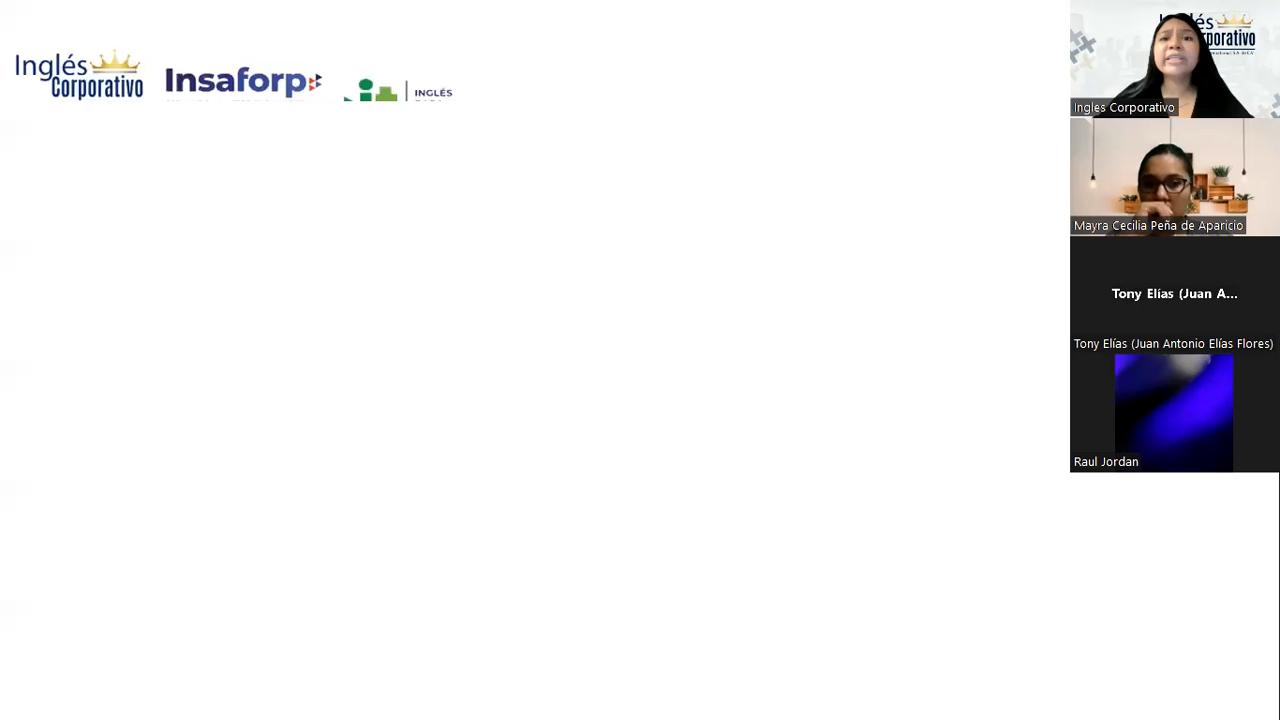 Inglés
Corporativo
Insaforp
INGLÉS
Inglés
Corporativo
Ingles Corporativo
Mayra Cecilia Peña de Aparicio
Tony Elías (Juan A...
Tony Elías (Juan Antonio Elías Flores)
Raul Jordan